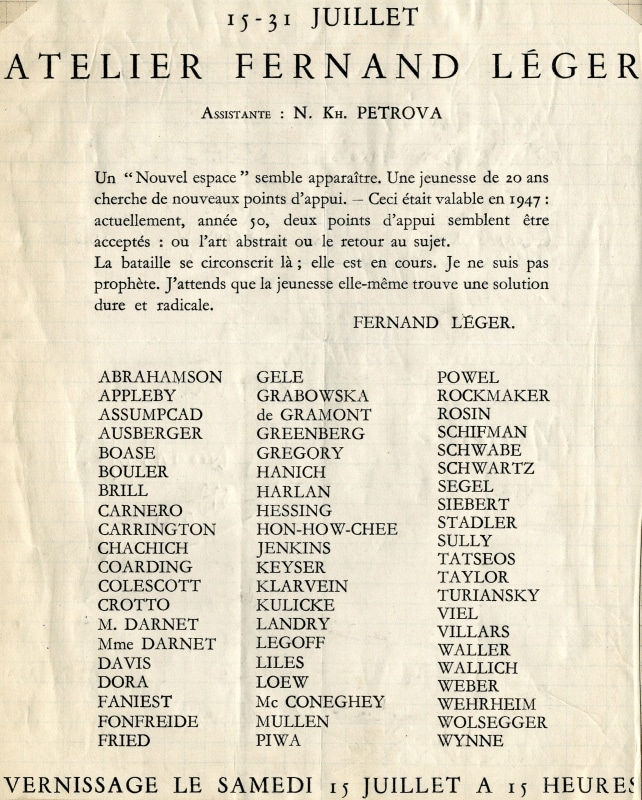 15-31 JUILLET
ATELIER FERNAND LÉGER
ASSISTANTE : N. KH. PETROVA
Un "Nouvel espace" semble apparaître. Une jeunesse de 20 ans
cherche de nouveaux points d'appui. — Ceci était valable en 1947 :
actuellement, année 50, deux points d'appui semblent être
acceptés : ou l'art abstrait ou le retour au sujet.
La bataille se circonscrit là ; elle est en cours. Je ne suis pas
prophète. J'attends que la jeunesse elle-même trouve une solution
dure et radicale.
FERNAND LÉGER.
ABRAHAMSON
APPLEBY
ASSUMPCAD
AUSBERGER
BOASE
BOULER
BRILL
CARNERO
CARRINGTON
CHACHICH
COARDING
COLESCOTT
CROTTO
M. DARNET
Mme DARNET
DAVIS
DORA
FANIEST
FONFREIDE
FRIED
GELE
GRABOWSKA
de GRAMONT
GREENBERG
GREGORY
HANICH
HARLAN
HESSING
HON-HOW-CHEE
JENKINS
KEYSER
KLARVEIN
KULICKE
LANDRY
LEGOFF
LILES
LOEW
Mc CONEGHEY
MULLEN
PIWA
POWEL
ROCKMAKER
ROSIN
SCHIFMAN
SCHWABE
SCHWARTZ
SEGEL
SIEBERT
STADLER
SULLY
TATSEOS
TAYLOR
TURIANSKY
VIEL
VILLARS
WALLER
WALLICH
WEBER
WEHRHEIM
WOLSEGGER
WYNNE
VERNISSAGE LE SAMEDI 15 JUILLET A 15 HEURES